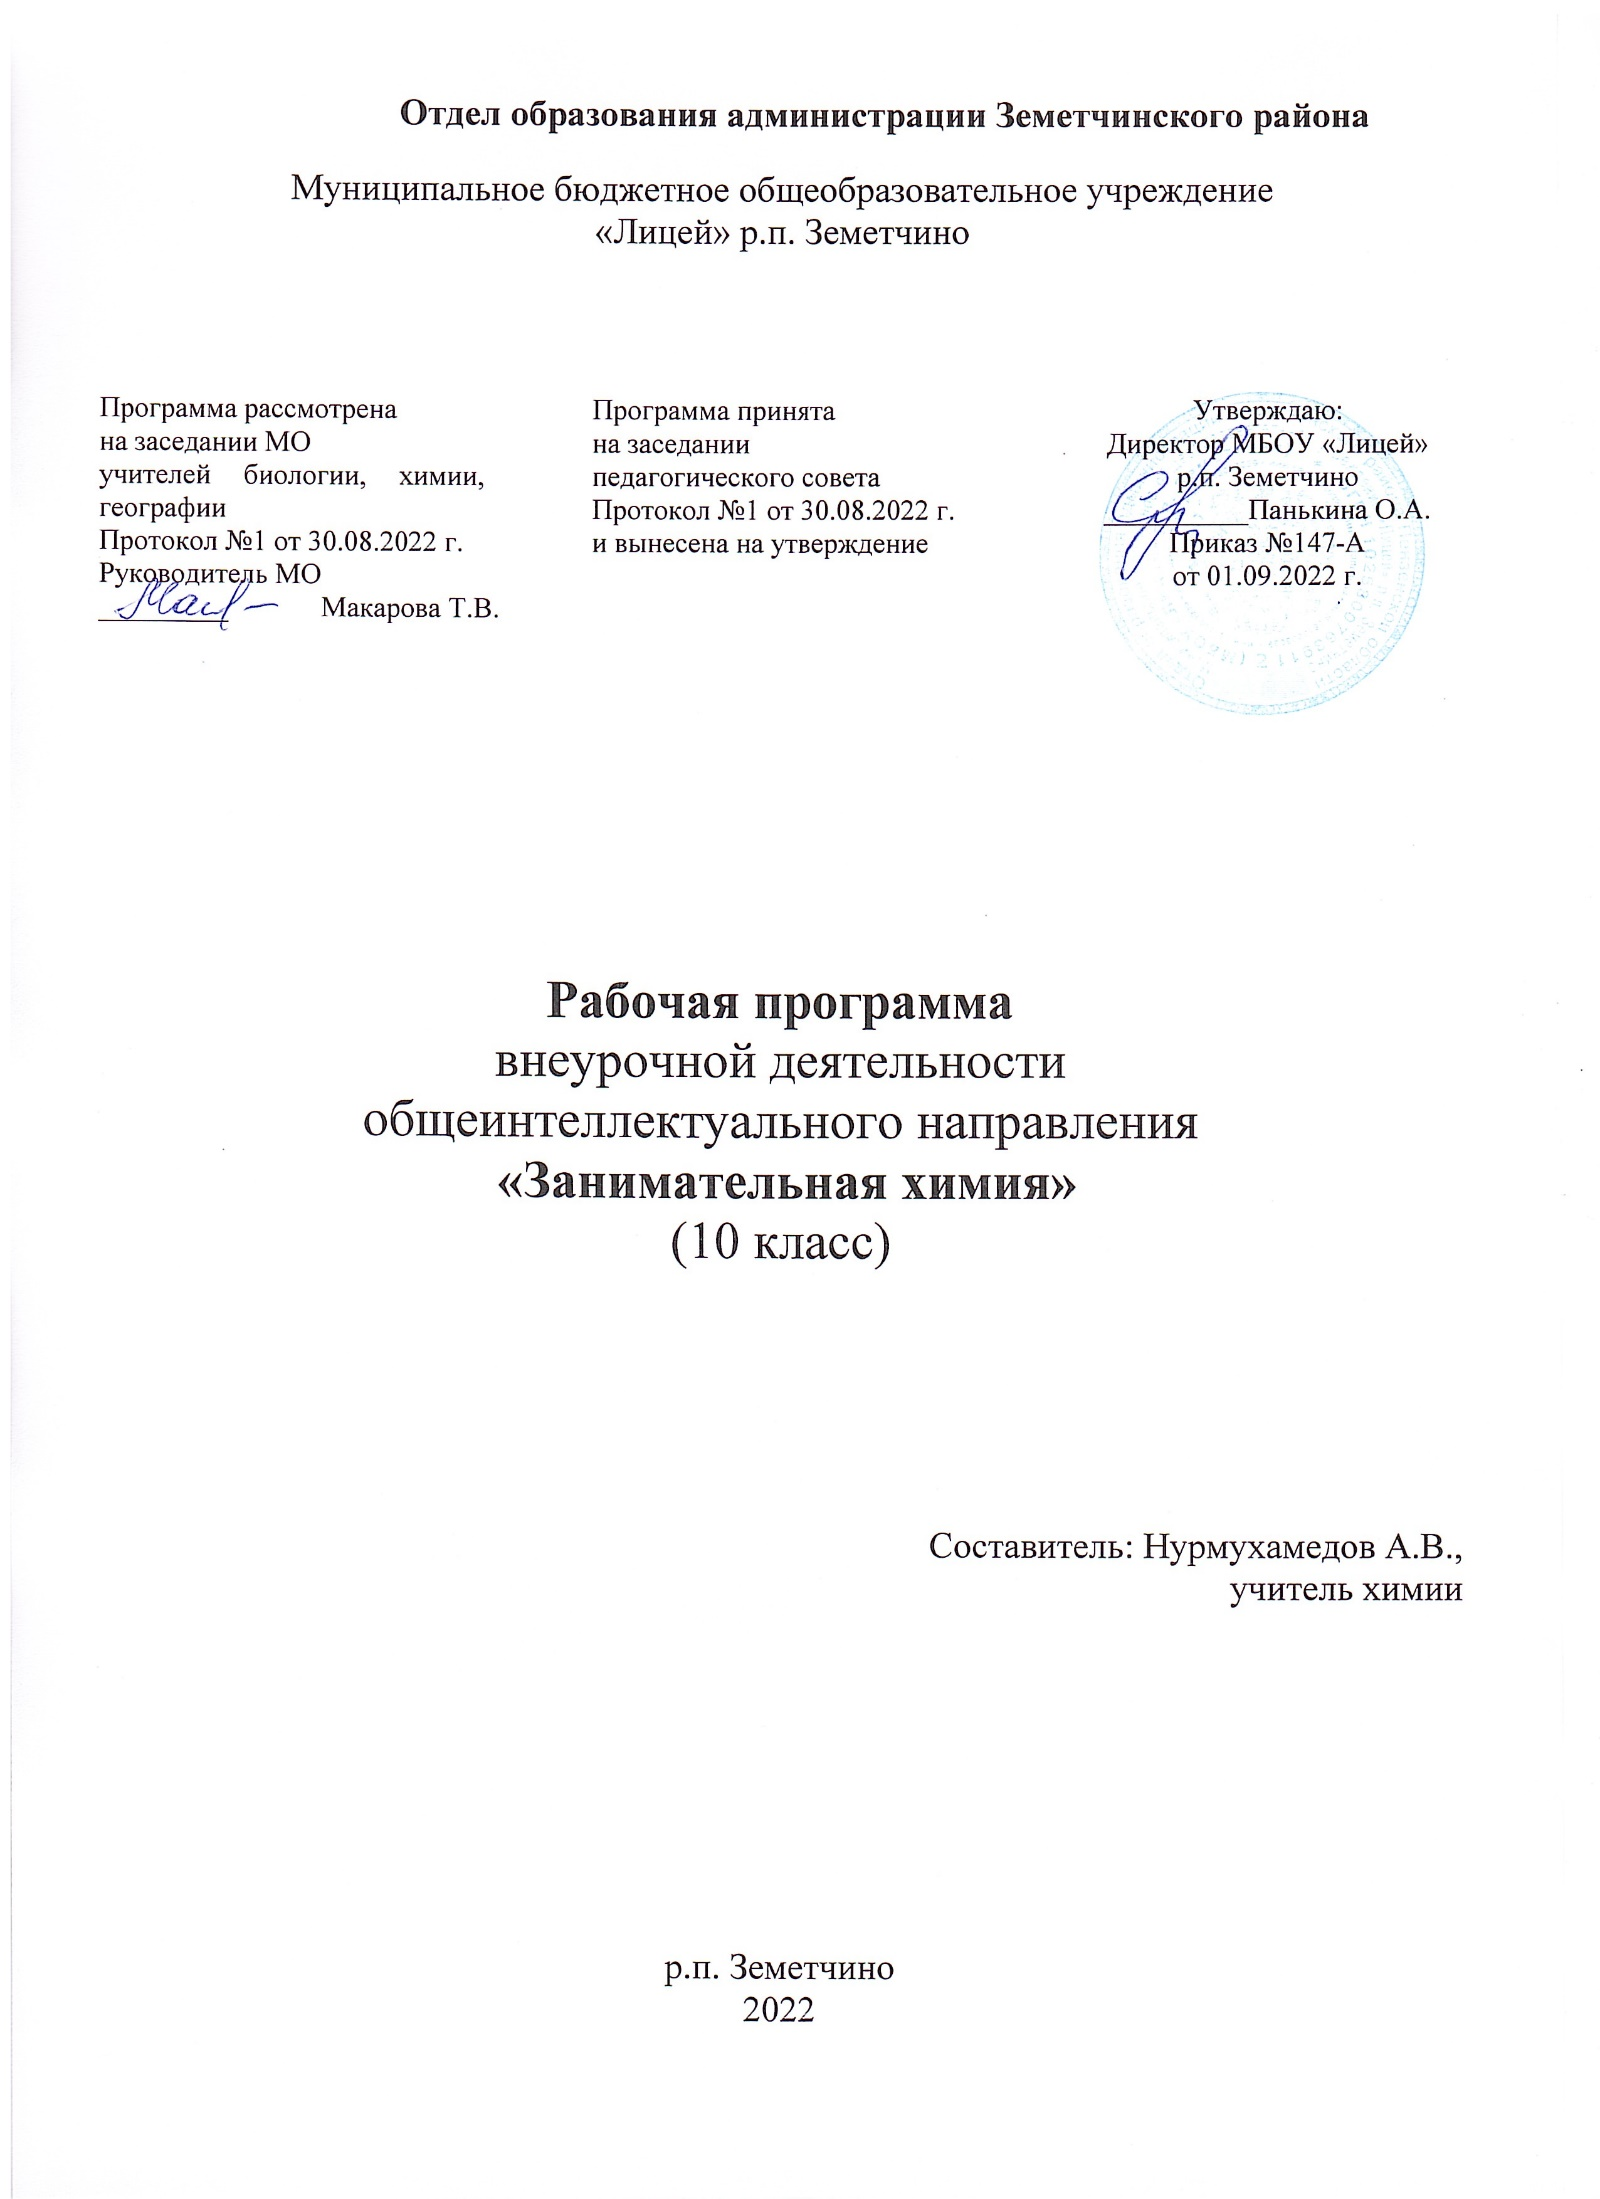 Отдел образования администрации Земетчинского района
Муниципальное бюджетное общеобразовательное учреждение
«Лицей» р.п. Земетчино
Программа рассмотрена
на заседании МО
учителей биологии, химии,
географии
Протокол №1 от 30.08.2022 г.
Руководитель МО
__________ Макарова Т.В.
Программа принята
на заседании
педагогического совета
Протокол №1 от 30.08.2022 г.
и вынесена на утверждение
Утверждаю:
Директор МБОУ «Лицей»
р.п. Земетчино
___________Панькина О.А.
Приказ №147-А
от 01.09.2022 г.
Рабочая программа
внеурочной деятельности
общеинтеллектуального направления
«Занимательная химия»
(10 класс)
Составитель: Нурмухамедов А.В.,
учитель химии
р.п. Земетчино
2022